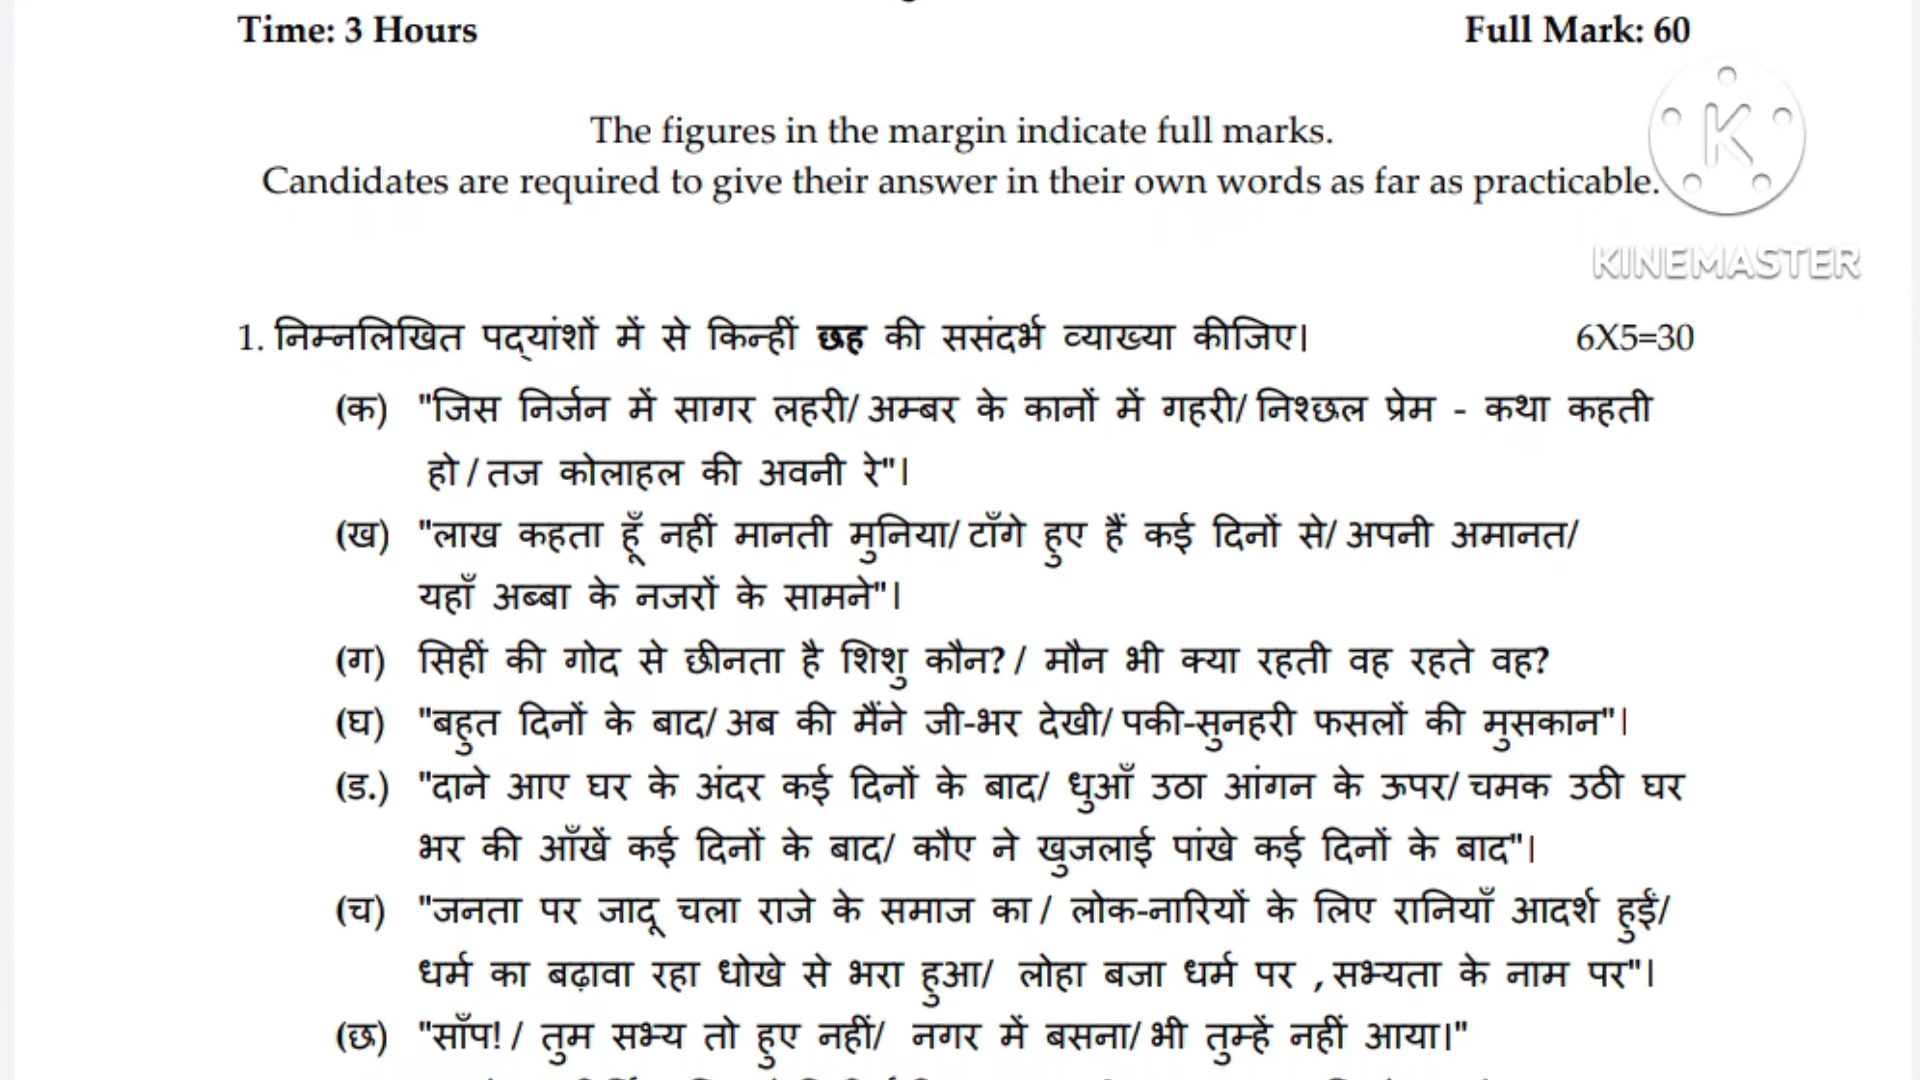 Time: 3 Hours Full Mark: 60
The figures in the margin indicate full marks.
Candidates are required to give their answer in their own words as far as practicable.
K
KINEMASTER
1. निम्नलिखित पद्यांशों में से किन्हीं छह की ससंदर्भ व्याख्या कीजिए। 6X5=30
(क) "जिस निर्जन में सागर लहरी/ अम्बर के कानों में गहरी/ निश्छल प्रेम - कथा कहती
हो / तज कोलाहल की अवनी रे"।
(ख) "लाख कहता हूँ नहीं मानती मुनिया/ टाँगे हुए हैं कई दिनों से/ अपनी अमानत/
यहाँ अब्बा के नजरों के सामने"।
(ग) सिहीं की गोद से छीनता है शिशु कौन? / मौन भी क्या रहती वह रहते वह?
(घ) "बहुत दिनों के बाद/ अब की मैंने जी-भर देखी/ पकी-सुनहरी फसलों की मुसकान"।
(ड.) "दाने आए घर के अंदर कई दिनों के बाद/ धुआँ उठा आंगन के ऊपर/ चमक उठी घर
भर की आँखें कई दिनों के बाद/ कौए ने खुजलाई पांखे कई दिनों के बाद"।
(च) "जनता पर जादू चला राजे के समाज का / लोक-नारियों के लिए रानियाँ आदर्श हुईं/
धर्म का बढ़ावा रहा धोखे से भरा हुआ/ लोहा बजा धर्म पर , सभ्यता के नाम पर"।
(छ) "साँप! / तुम सभ्य तो हुए नहीं/ नगर में बसना/ भी तुम्हें नहीं आया।"